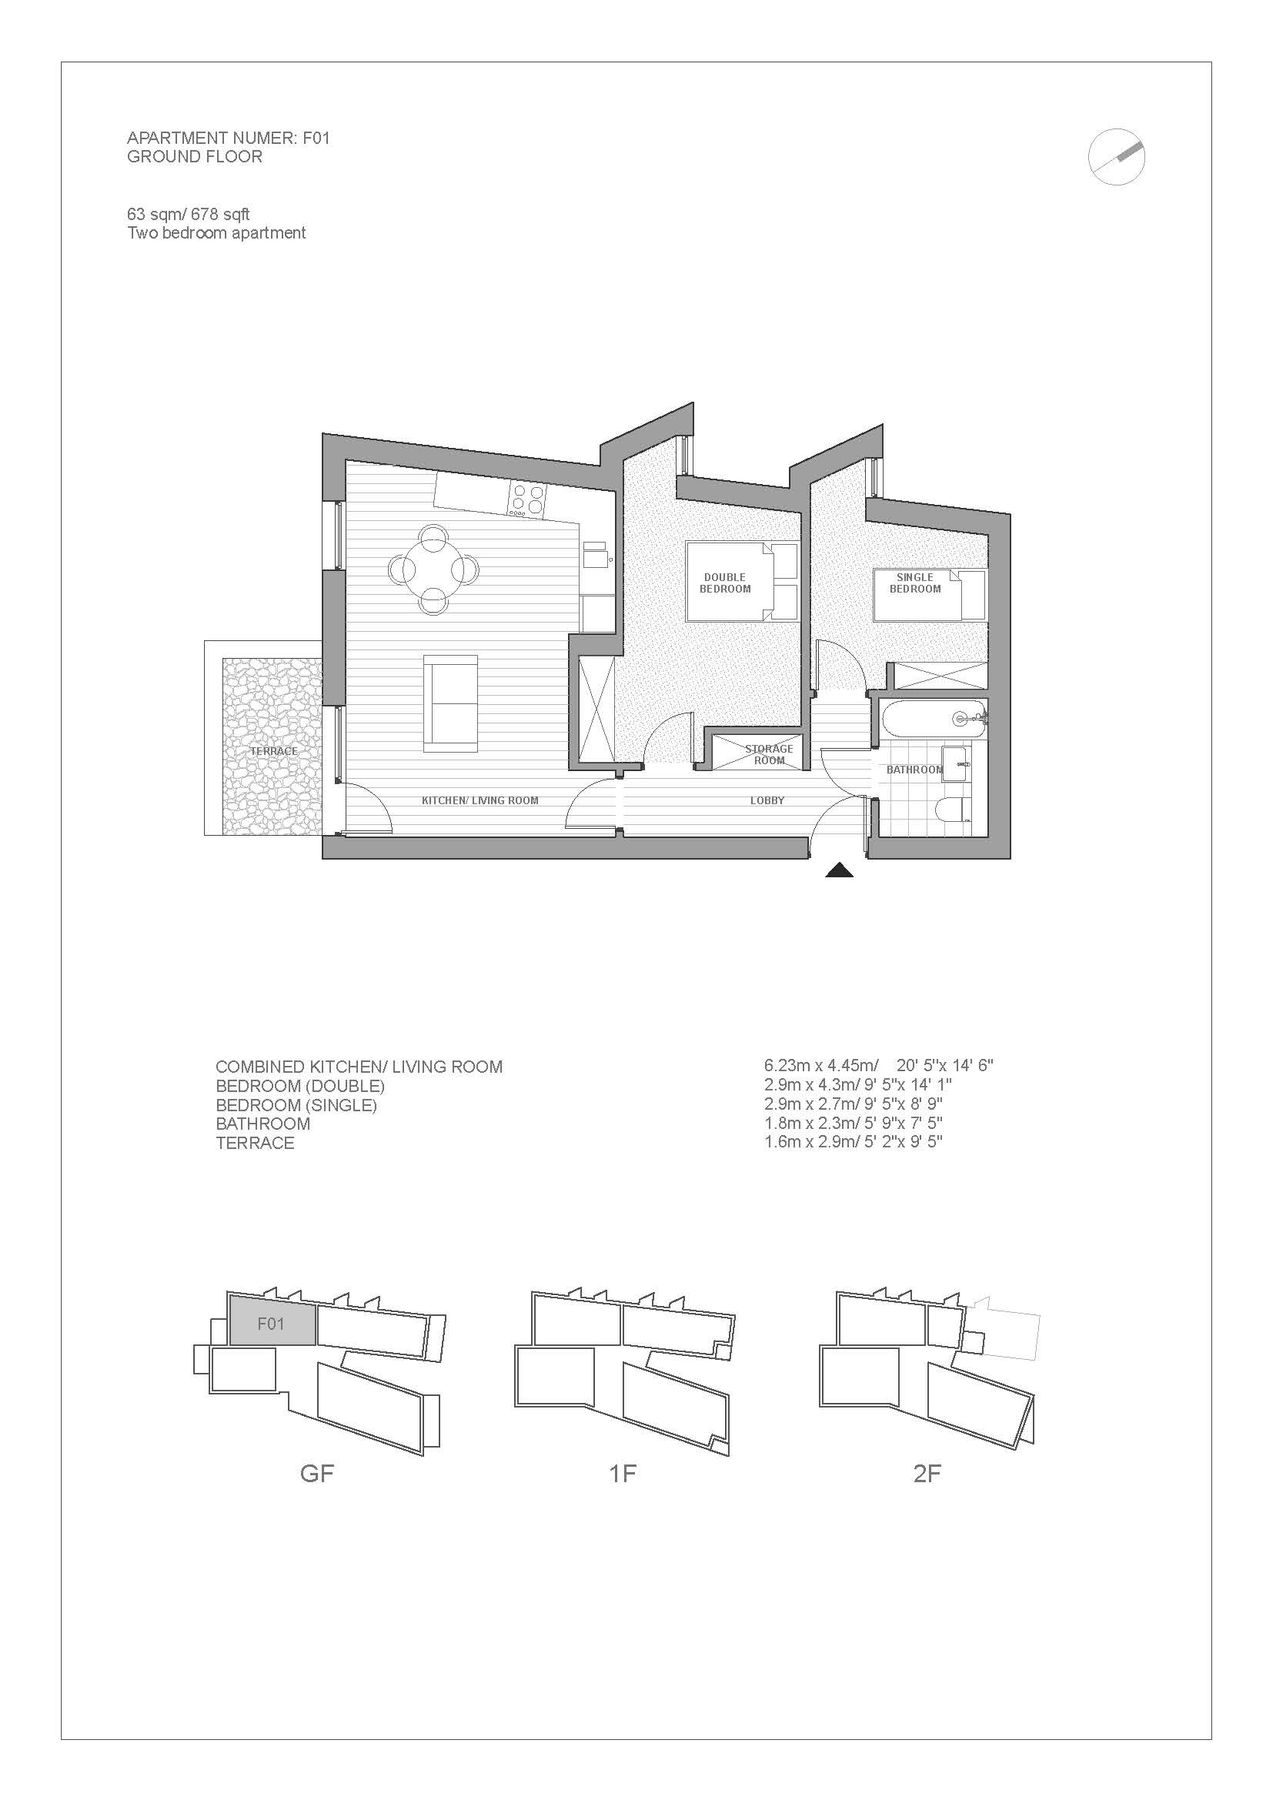 APARTMENT NUMER: F01
GROUND FLOOR
63 sqm/ 678 sqft
Two bedroom apartment
DOUBLE
BEDROOM
SINGLE
BEDROOM
TERRACE
STORAGE
ROOM
BATHROOM
KITCHEN/ LIVING ROOM
LOBBY
COMBINED KITCHEN/ LIVING ROOM 6.23m x 4.45m/ 20' 5"x 14' 6"
BEDROOM (DOUBLE) 2.9m x 4.3m/ 9' 5"x 14' 1"
BEDROOM (SINGLE) 2.9m x 2.7m/ 9' 5"x 8' 9"
BATHROOM 1.8m x 2.3m/ 5' 9"x 7' 5"
TERRACE 1.6m x 2.9m/ 5' 2"x 9' 5"
F01
GF 1F 2F